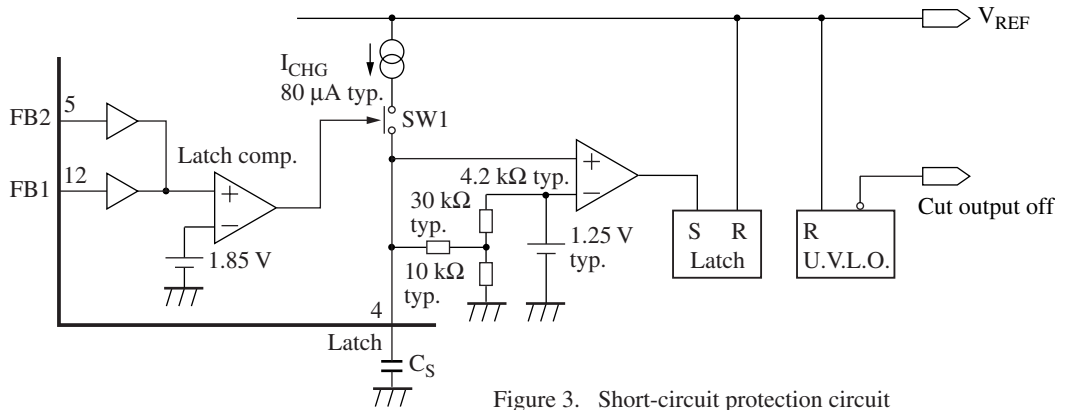 V_REF
I_CHG
80 μA typ.
FB2
5
SW1
Latch comp.
FB1
12
+
−
1.85 V
+
−
4.2 kΩ typ.
30 kΩ
typ.
10 kΩ
typ.
1.25 V
typ.
S R
Latch
R
U.V.L.O.
Cut output off
4
Latch
C_S
Figure 3. Short-circuit protection circuit